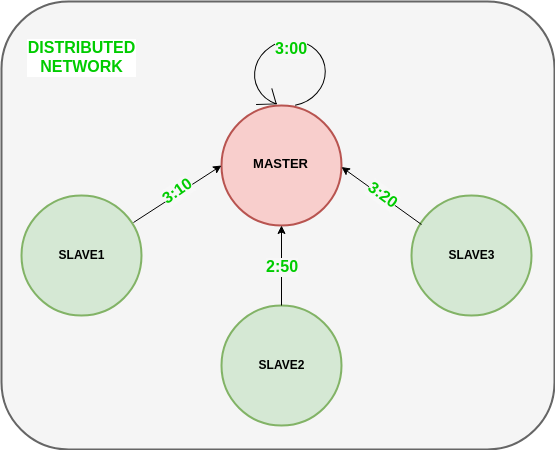 DISTRIBUTED
NETWORK
3:00
MASTER
3:10
3:20
SLAVE1
2:50
SLAVE3
SLAVE2